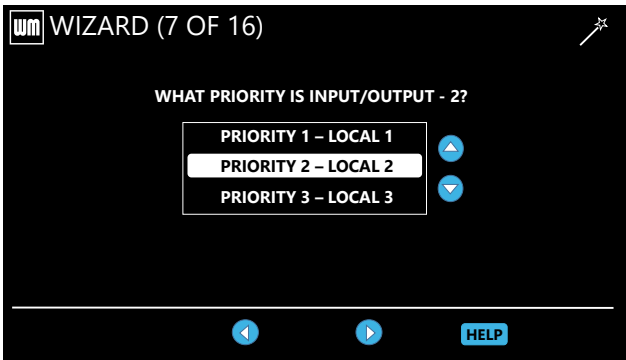 wm WIZARD (7 OF 16)
WHAT PRIORITY IS INPUT/OUTPUT - 2?
PRIORITY 1 – LOCAL 1
PRIORITY 2 – LOCAL 2
PRIORITY 3 – LOCAL 3
HELP